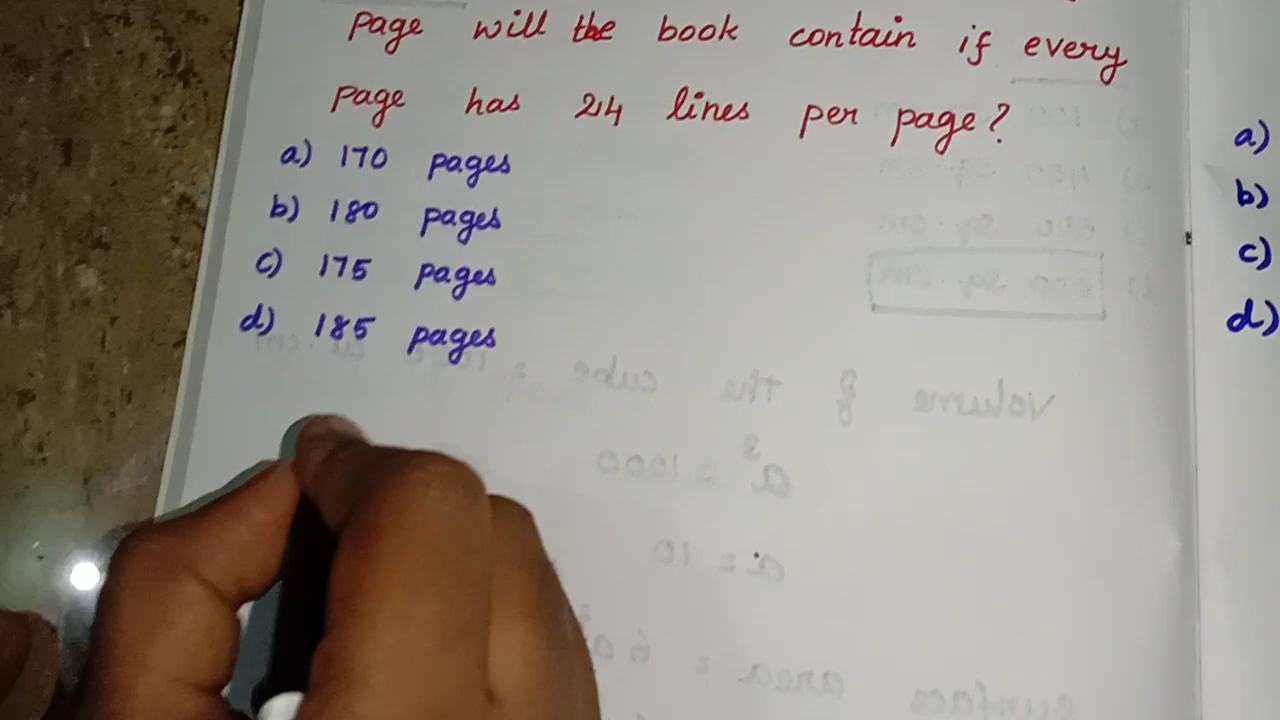 page will the book contain if every
page has 24 lines per page?
a) 170 pages
b) 180 pages
c) 175 pages
d) 185 pages
a)
b)
c)
d)